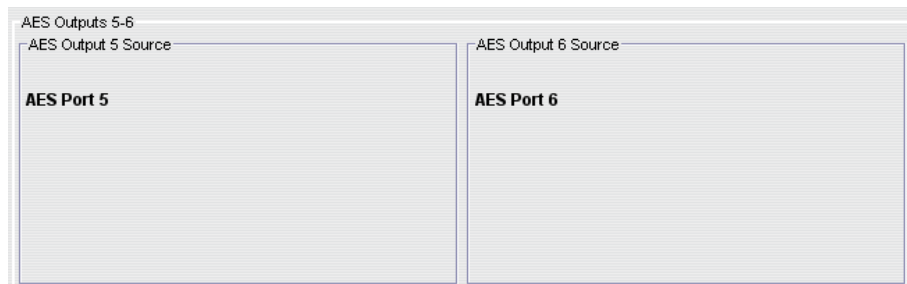 AES Outputs 5-6
AES Output 5 Source
AES Output 6 Source
AES Port 5
AES Port 6